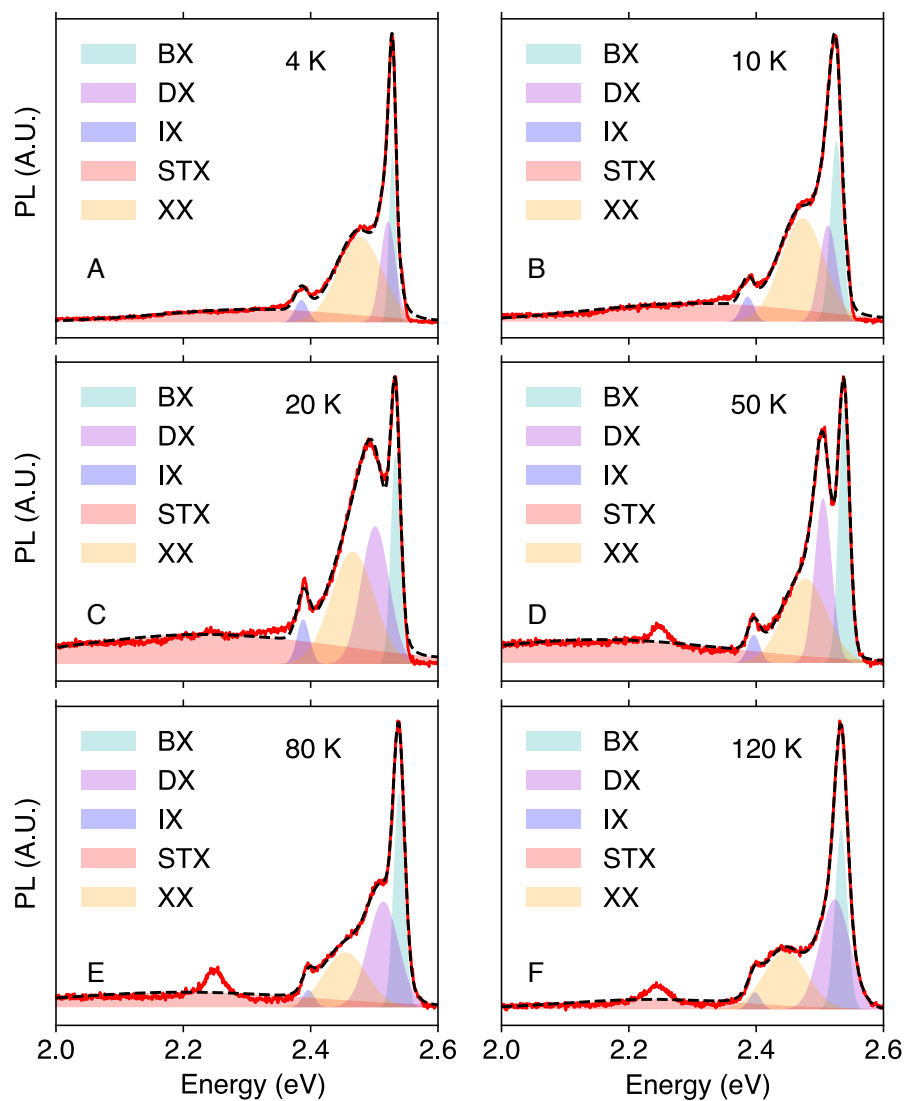 BX
4 K
DX
IX
STX
XX
A
PL (A.U.)
BX
10 K
DX
IX
STX
XX
B
BX
20 K
DX
IX
STX
XX
C
PL (A.U.)
BX
50 K
DX
IX
STX
XX
D
BX
80 K
DX
IX
STX
XX
E
PL (A.U.)
2.0 2.2 2.4 2.6
Energy (eV)
BX
120 K
DX
IX
STX
XX
F
2.0 2.2 2.4 2.6
Energy (eV)